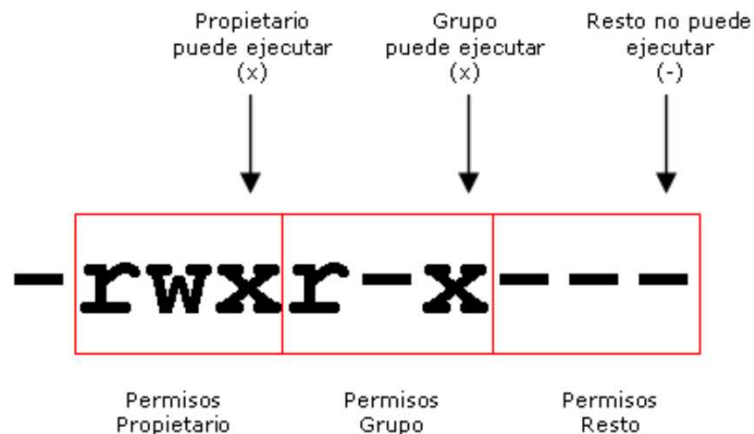 Propietario
puede ejecutar
(x)
Grupo
puede ejecutar
(x)
Resto no puede
ejecutar
(-)
-rwxr-x---
Permisos
Propietario
Permisos
Grupo
Permisos
Resto